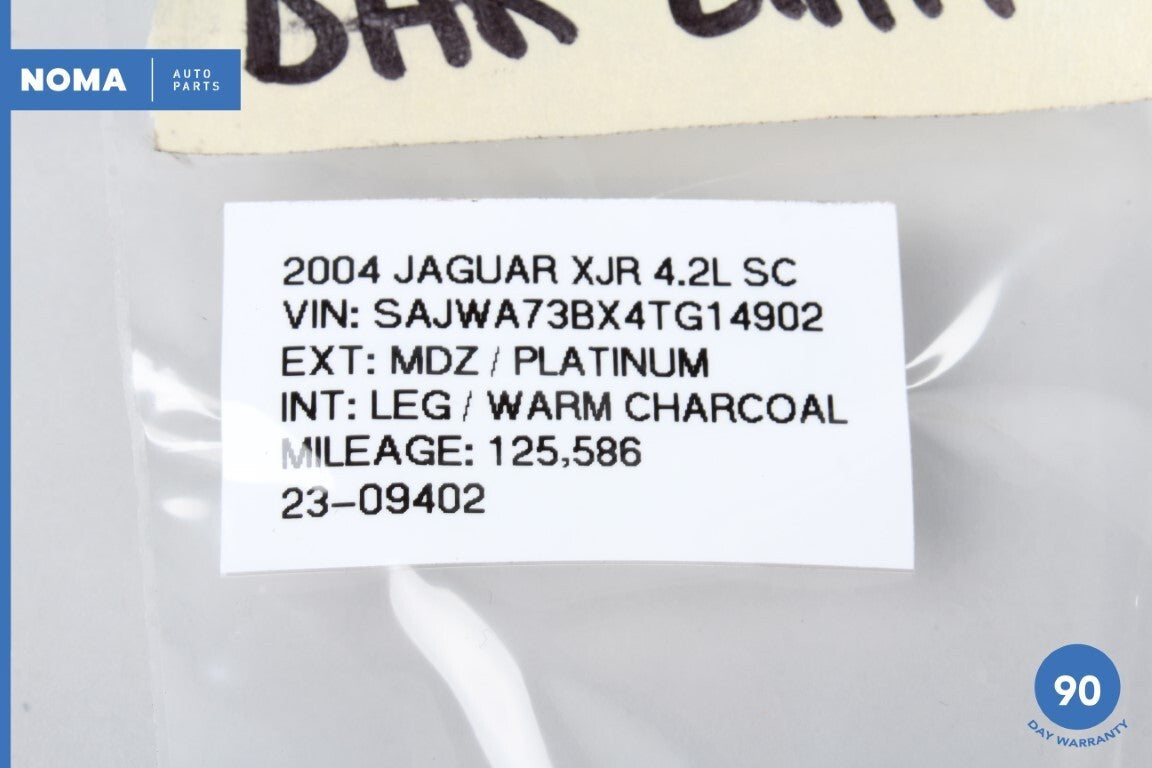 BAR
NOMA
AUTO
PARTS
2004 JAGUAR XJR 4.2L SC
VIN: SAJWA73BX4TG14902
EXT: MDZ / PLATINUM
INT: LEG / WARM CHARCOAL
MILEAGE: 125,586
23-09402
90
DAY WARRANTY